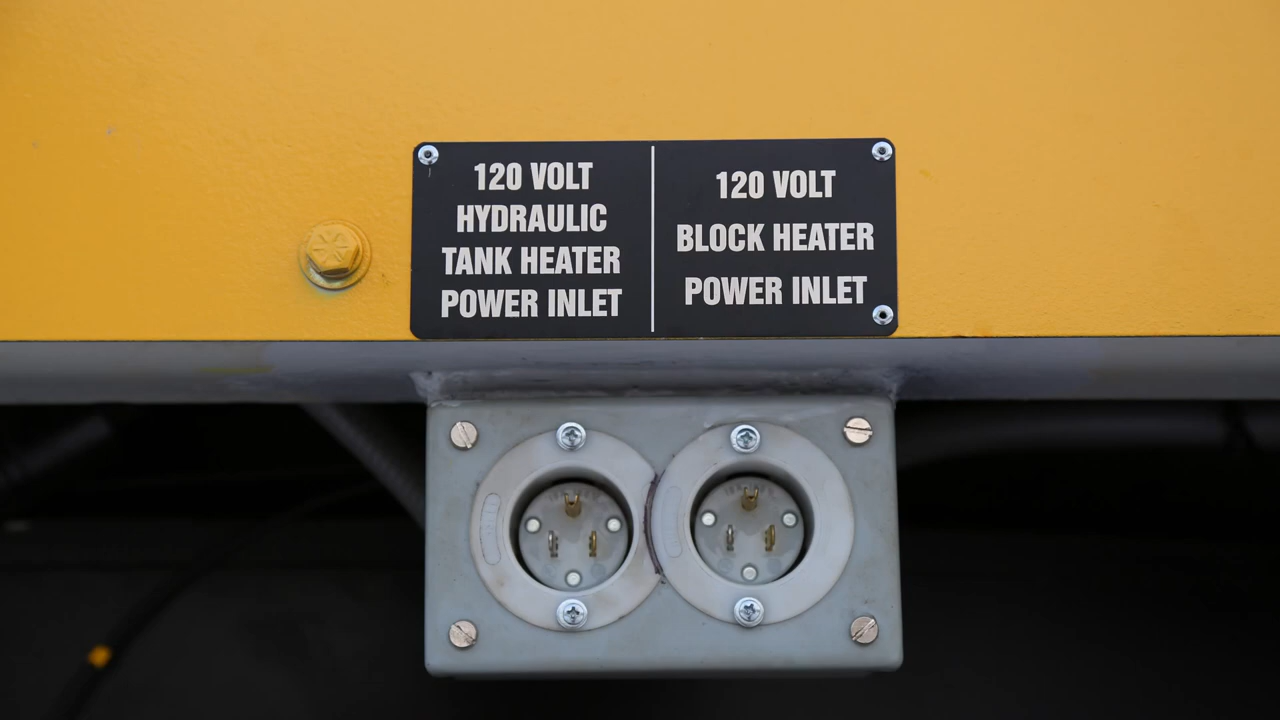 120 VOLT
HYDRAULIC
TANK HEATER
POWER INLET
120 VOLT
BLOCK HEATER
POWER INLET